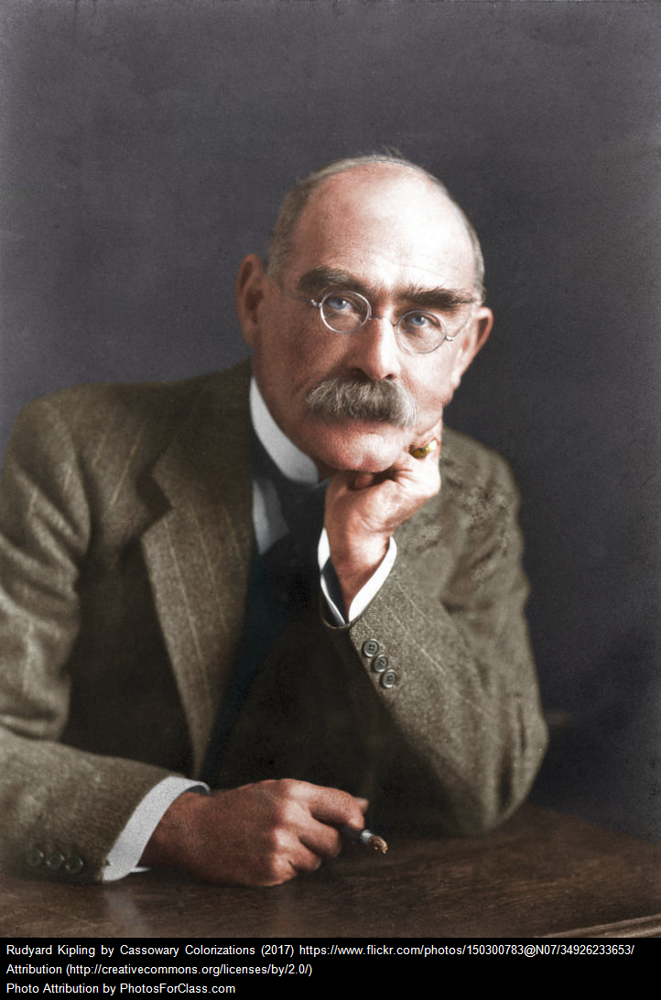 Rudyard Kipling by Cassowary Colorizations (2017) https://www.flickr.com/photos/150300783@N07/34926233653/
Attribution (http://creativecommons.org/licenses/by/2.0/)
Photo Attribution by PhotosForClass.com